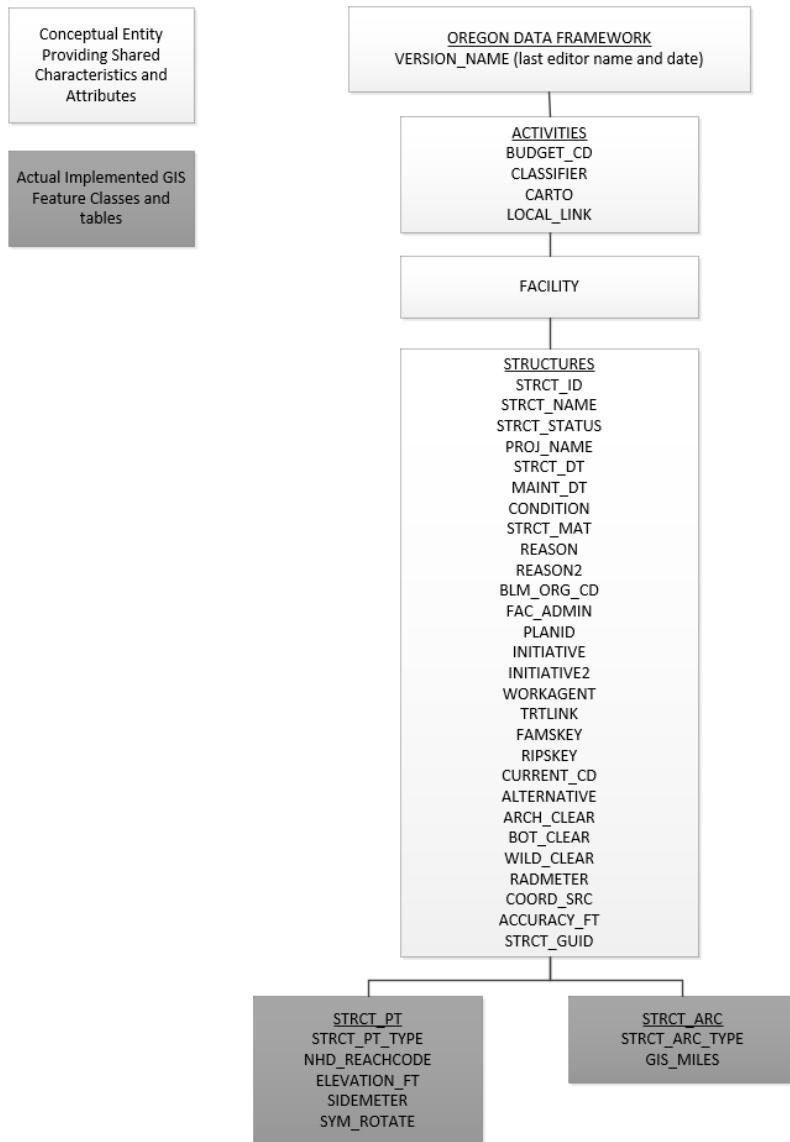 Conceptual Entity
Providing Shared
Characteristics and
Attributes
Actual Implemented GIS
Feature Classes and
tables
OREGON DATA FRAMEWORK
VERSION_NAME (last editor name and date)
ACTIVITIES
BUDGET_CD
CLASSIFIER
CARTO
LOCAL_LINK
FACILITY
STRUCTURES
STRCT_ID
STRCT_NAME
STRCT_STATUS
PROJ_NAME
STRCT_DT
MAINT_DT
CONDITION
STRCT_MAT
REASON
REASON2
BLM_ORG_CD
FAC_ADMIN
PLANID
INITIATIVE
INITIATIVE2
WORKAGENT
TRTLINK
FAMSKEY
RIPSKEY
CURRENT_CD
ALTERNATIVE
ARCH_CLEAR
BOT_CLEAR
WILD_CLEAR
RADMETER
COORD_SRC
ACCURACY_FT
STRCT_GUID
STRCT_PT
STRCT_PT_TYPE
NHD_REACHCODE
ELEVATION_FT
SIDEMETER
SYM_ROTATE
STRCT_ARC
STRCT_ARC_TYPE
GIS_MILES